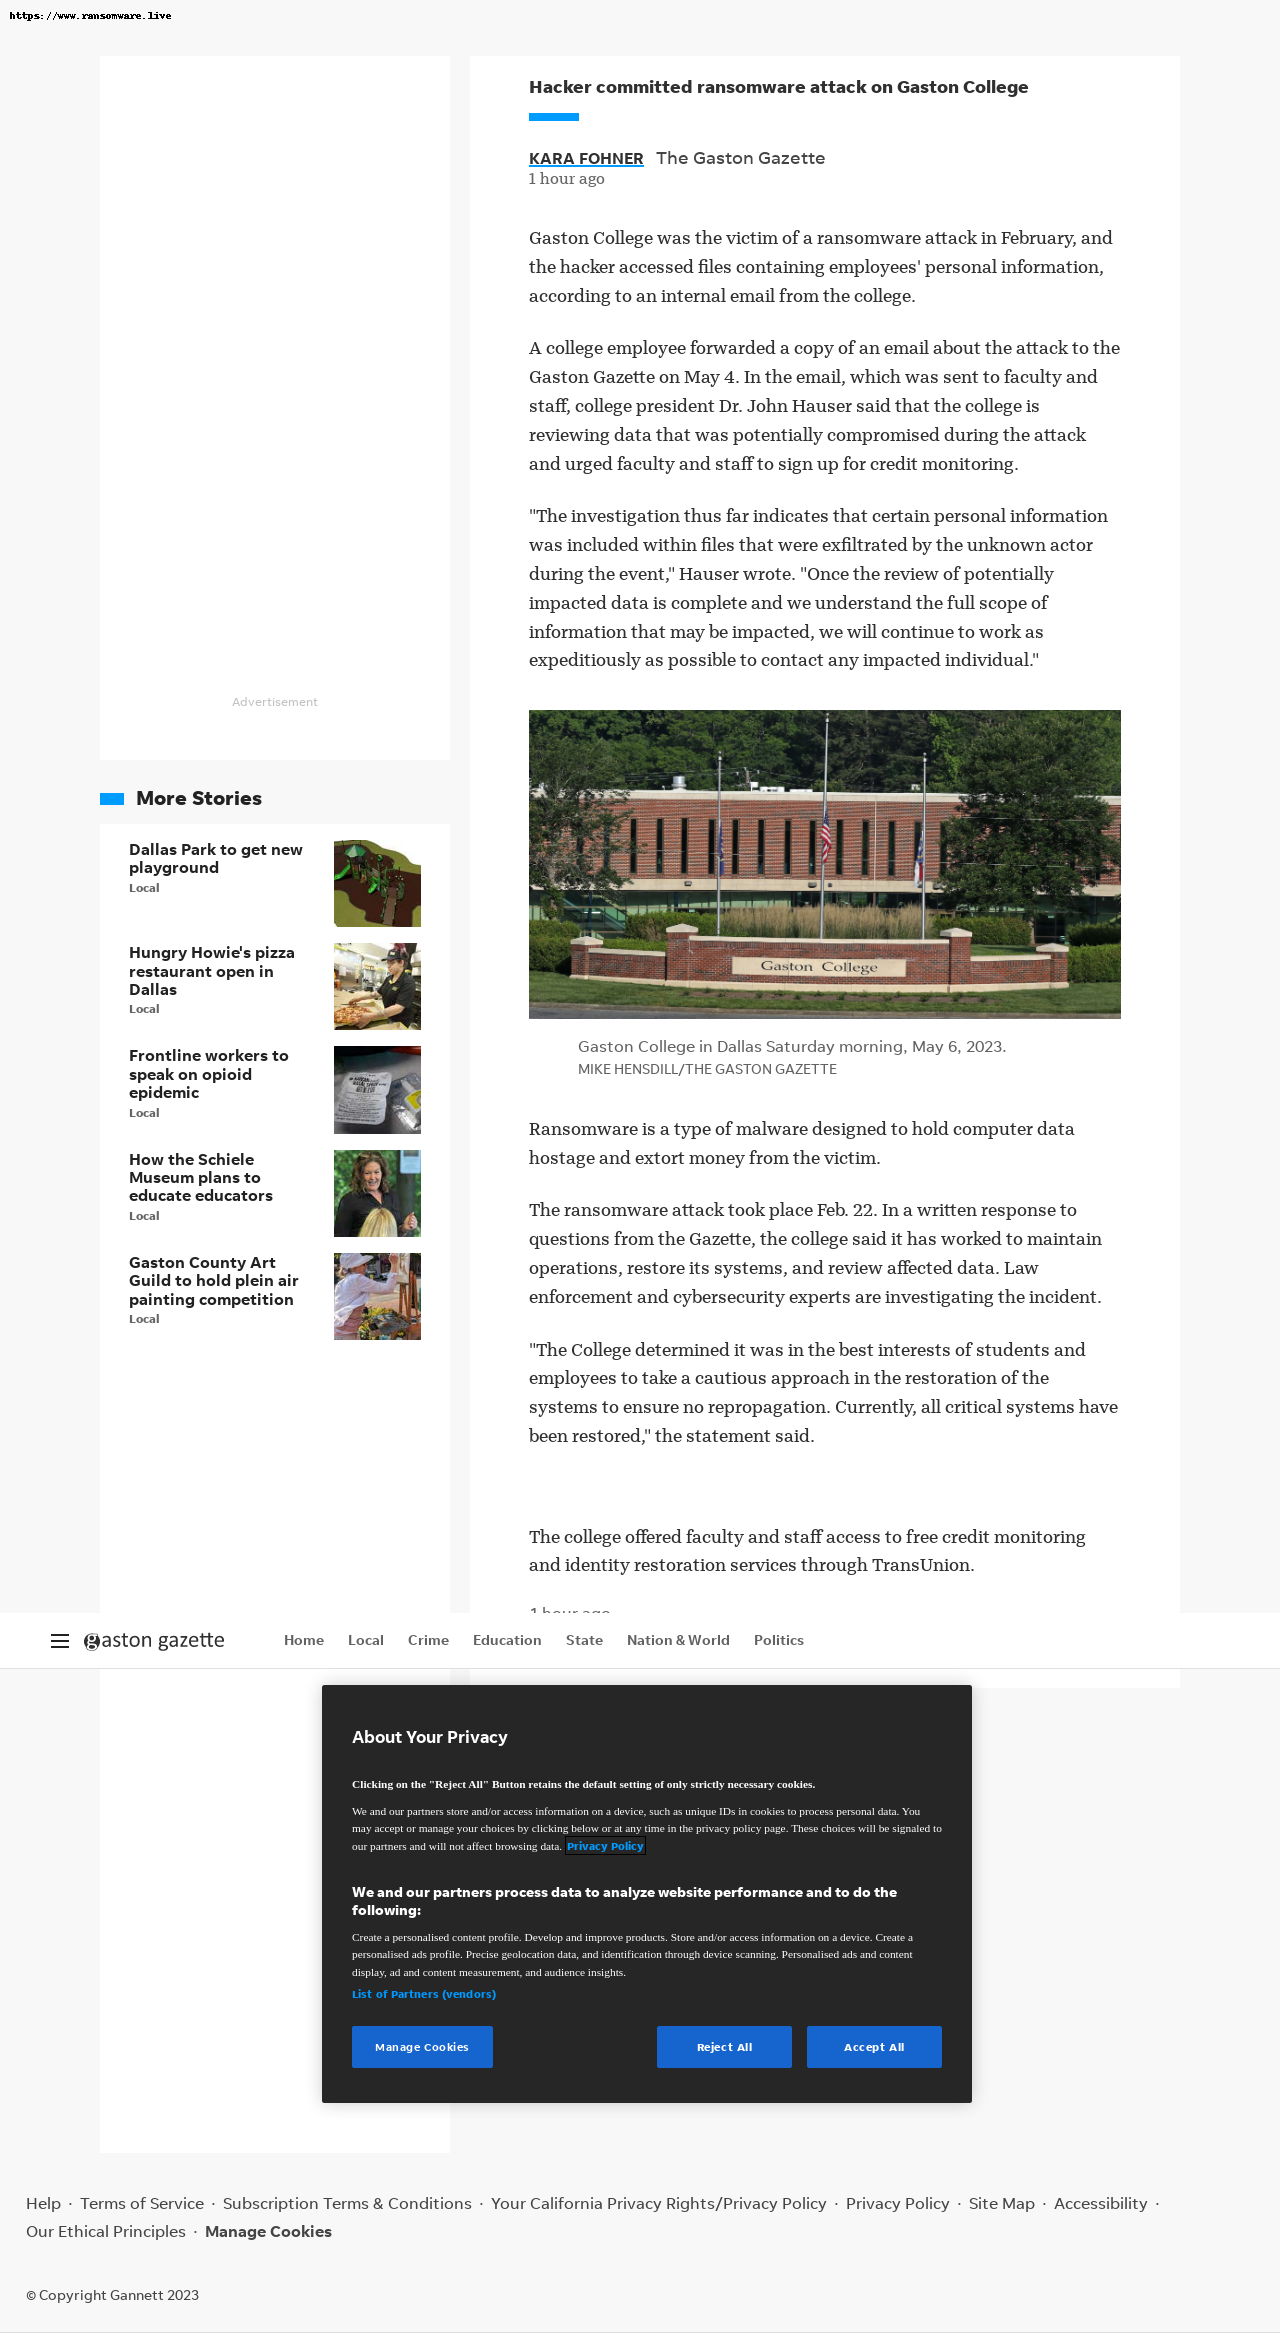 https://www.ransomware.live
Hacker committed ransomware attack on Gaston College
KARA FOHNER The Gaston Gazette
1 hour ago
Gaston College was the victim of a ransomware attack in February, and
the hacker accessed files containing employees' personal information,
according to an internal email from the college.
A college employee forwarded a copy of an email about the attack to the
Gaston Gazette on May 4. In the email, which was sent to faculty and
staff, college president Dr. John Hauser said that the college is
reviewing data that was potentially compromised during the attack
and urged faculty and staff to sign up for credit monitoring.
"The investigation thus far indicates that certain personal information
was included within files that were exfiltrated by the unknown actor
during the event," Hauser wrote. "Once the review of potentially
impacted data is complete and we understand the full scope of
information that may be impacted, we will continue to work as
expeditiously as possible to contact any impacted individual."
Gaston College
Gaston College in Dallas Saturday morning, May 6, 2023.
MIKE HENSDILL/THE GASTON GAZETTE
Ransomware is a type of malware designed to hold computer data
hostage and extort money from the victim.
The ransomware attack took place Feb. 22. In a written response to
questions from the Gazette, the college said it has worked to maintain
operations, restore its systems, and review affected data. Law
enforcement and cybersecurity experts are investigating the incident.
"The College determined it was in the best interests of students and
employees to take a cautious approach in the restoration of the
systems to ensure no repropagation. Currently, all critical systems have
been restored," the statement said.
The college offered faculty and staff access to free credit monitoring
and identity restoration services through TransUnion.
1 hour ago
Advertisement
More Stories
Dallas Park to get new
playground
Local
Hungry Howie's pizza
restaurant open in
Dallas
Local
Frontline workers to
speak on opioid
epidemic
Local
How the Schiele
Museum plans to
educate educators
Local
Gaston County Art
Guild to hold plein air
painting competition
Local
gaston gazette
Home Local Crime Education State Nation & World Politics
About Your Privacy
Clicking on the "Reject All" Button retains the default setting of only strictly necessary cookies.
We and our partners store and/or access information on a device, such as unique IDs in cookies to process personal data. You
may accept or manage your choices by clicking below or at any time in the privacy policy page. These choices will be signaled to
our partners and will not affect browsing data. Privacy Policy
We and our partners process data to analyze website performance and to do the
following:
Create a personalised content profile. Develop and improve products. Store and/or access information on a device. Create a
personalised ads profile. Precise geolocation data, and identification through device scanning. Personalised ads and content
display, ad and content measurement, and audience insights.
List of Partners (vendors)
Manage Cookies Reject All Accept All
Help · Terms of Service · Subscription Terms & Conditions · Your California Privacy Rights/Privacy Policy · Privacy Policy · Site Map · Accessibility ·
Our Ethical Principles · Manage Cookies
© Copyright Gannett 2023